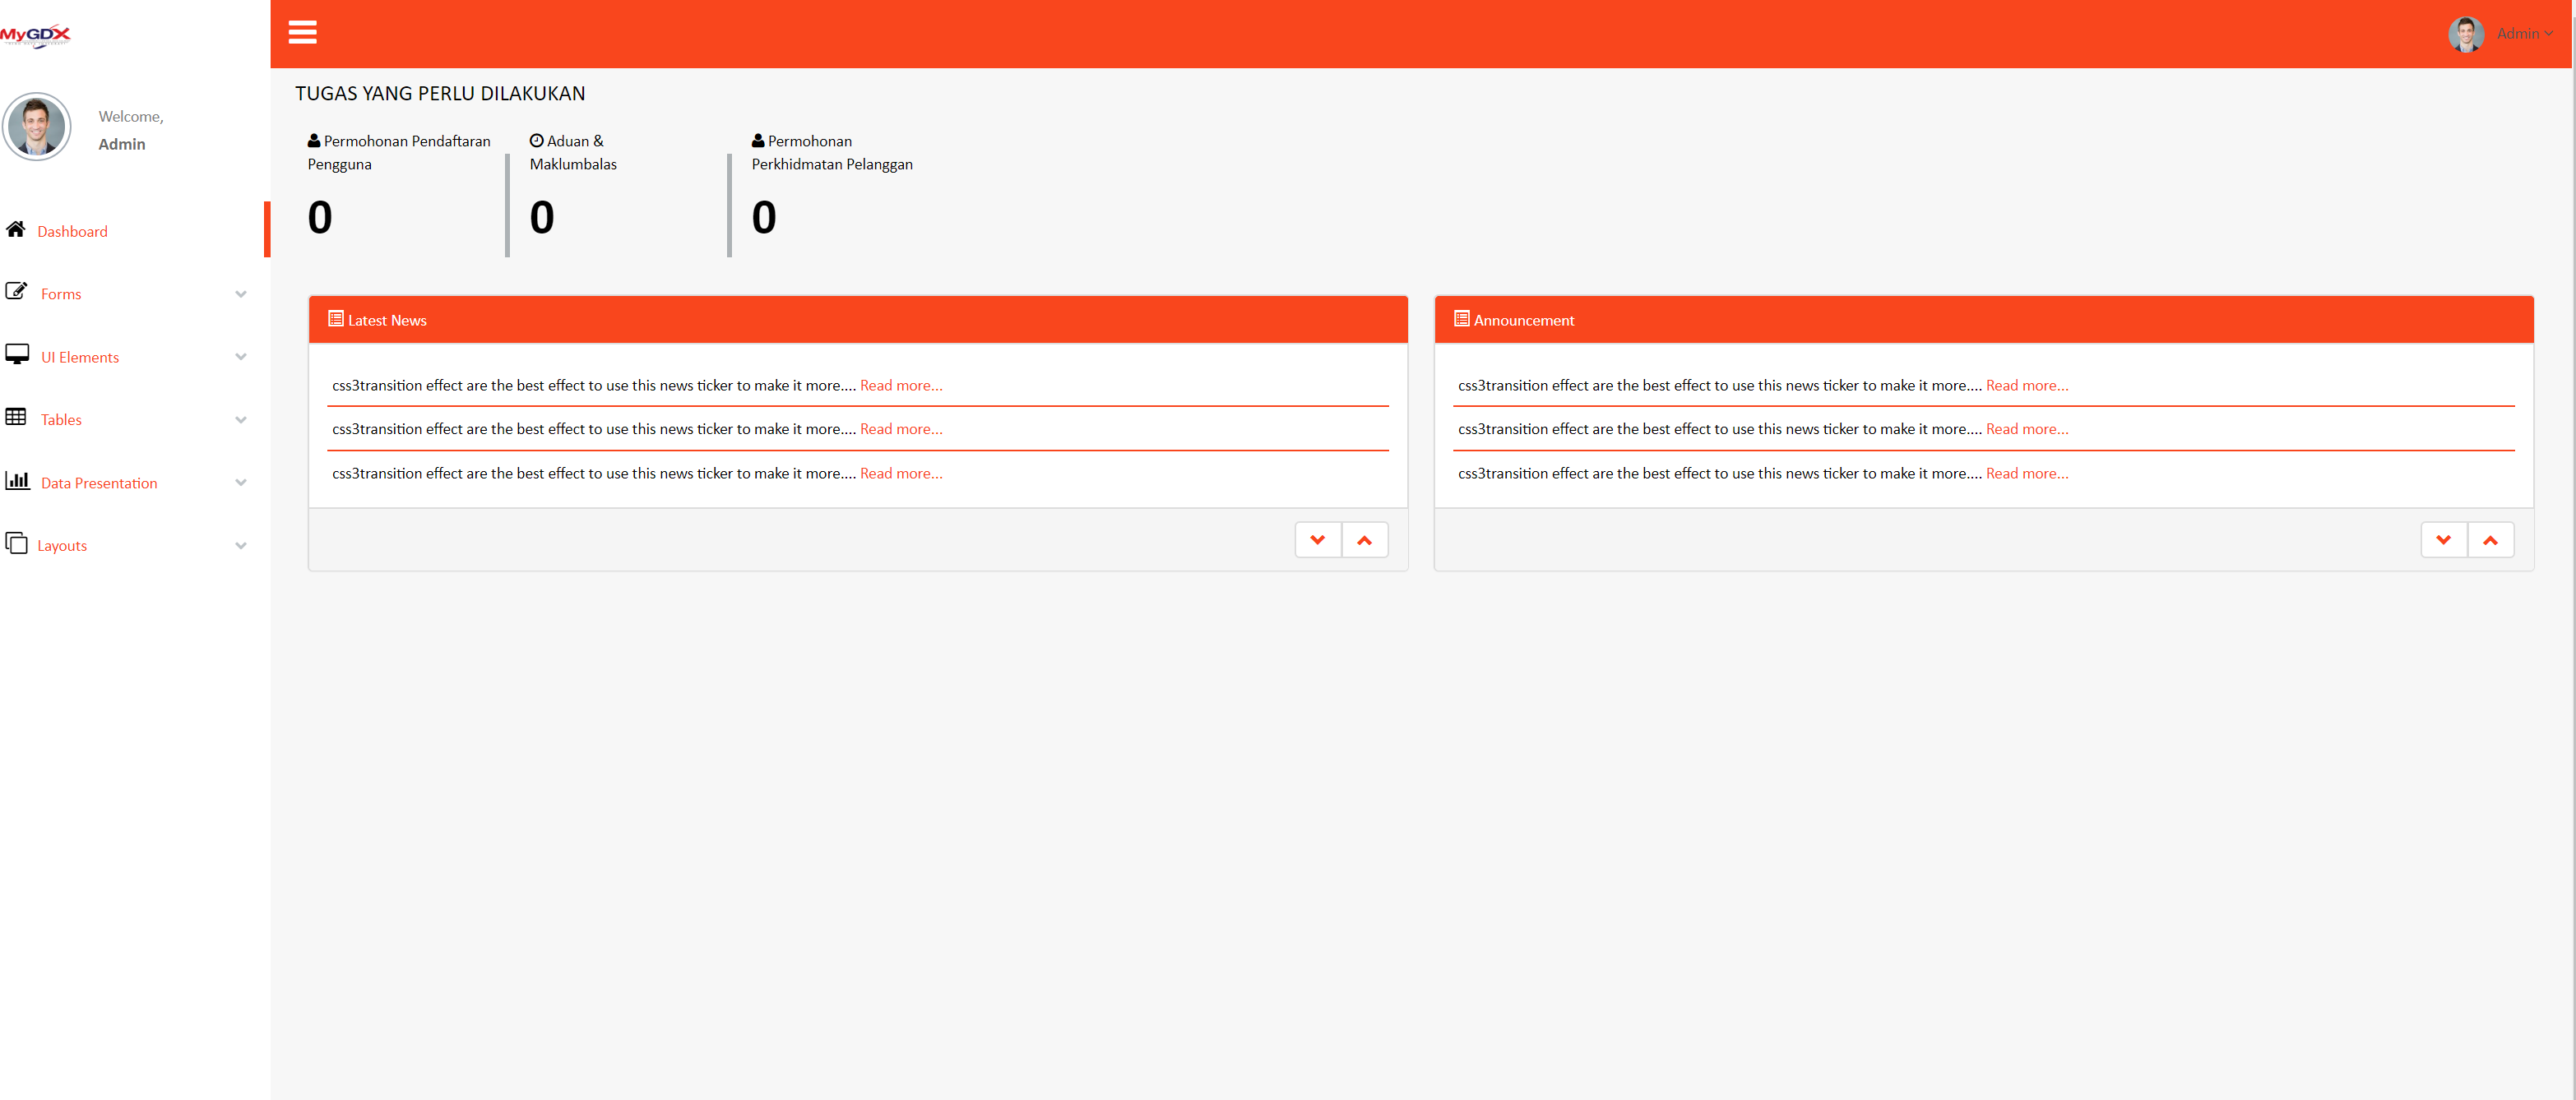 MyGDX
Admin
Welcome,
Admin
Dashboard
Forms
UI Elements
Tables
Data Presentation
Layouts
TUGAS YANG PERLU DILAKUKAN
Permohonan Pendaftaran
Pengguna
0
Aduan &
Maklumbalas
0
Permohonan
Perkhidmatan Pelanggan
0
Latest News
css3transition effect are the best effect to use this news ticker to make it more.... Read more...
css3transition effect are the best effect to use this news ticker to make it more.... Read more...
css3transition effect are the best effect to use this news ticker to make it more.... Read more...
Announcement
css3transition effect are the best effect to use this news ticker to make it more.... Read more...
css3transition effect are the best effect to use this news ticker to make it more.... Read more...
css3transition effect are the best effect to use this news ticker to make it more.... Read more...